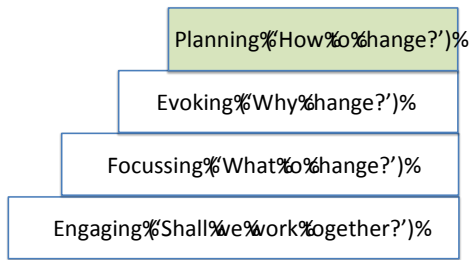 Planning%(‘How%to%change?’)%
Evoking%(‘Why%change?’)%
Focussing%(‘What%to%change?’)%
Engaging%(‘Shall%we%work%together?’)%